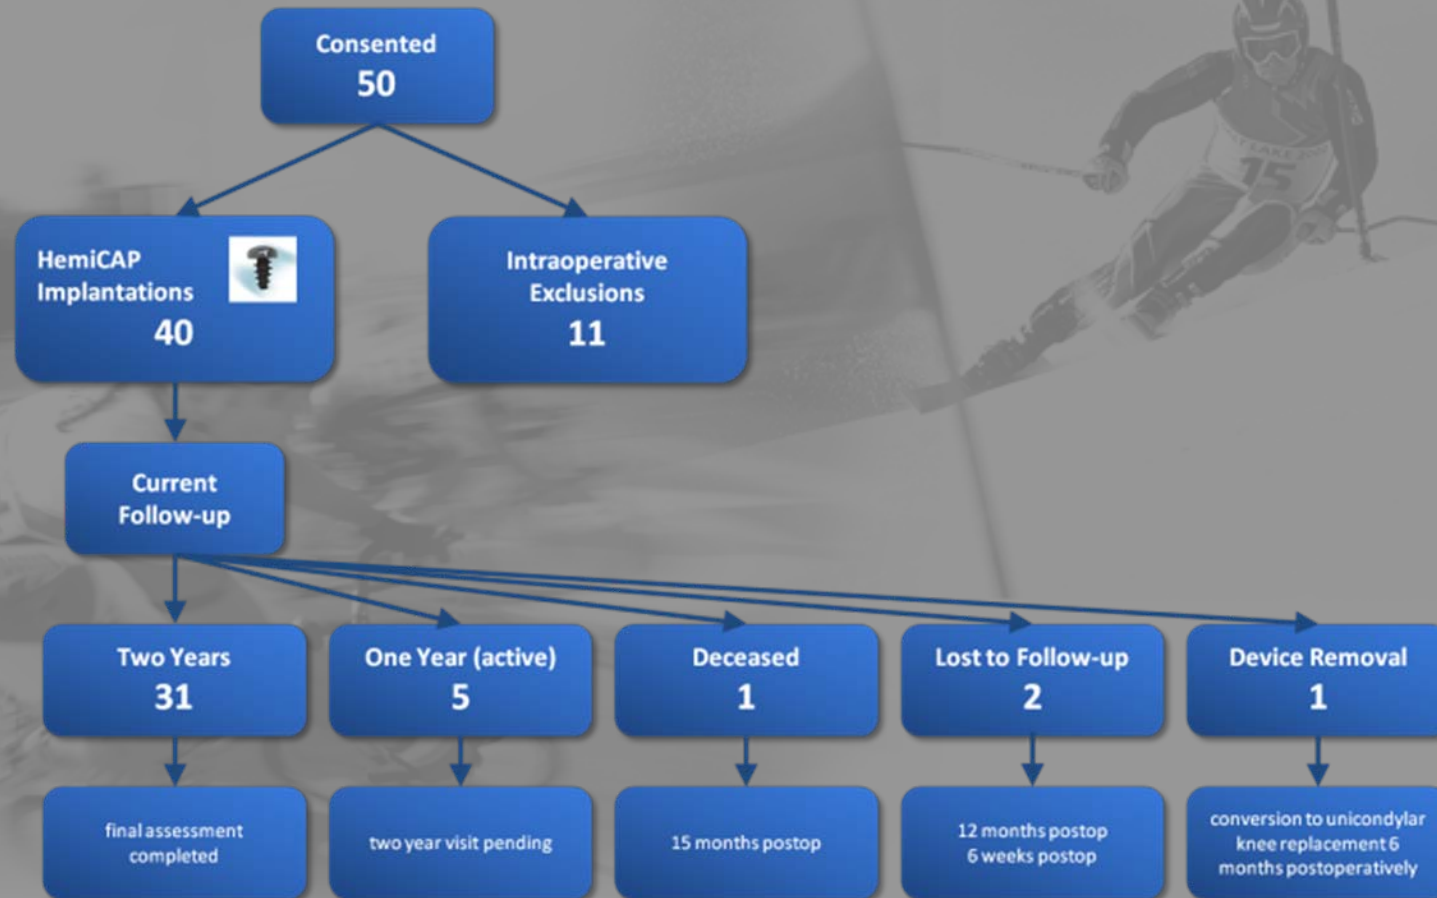 Consented
50
HemiCAP
Implantations
40
Intraoperative
Exclusions
11
Current
Follow-up
Two Years
31
One Year (active)
5
Deceased
1
Lost to Follow-up
2
Device Removal
1
final assessment
completed
two year visit pending
15 months postop
12 months postop
6 weeks postop
conversion to unicondylar
knee replacement 6
months postoperatively
15